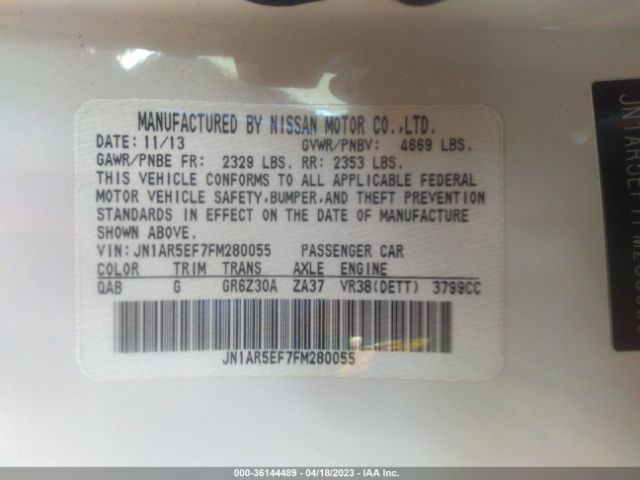 MANUFACTURED BY NISSAN MOTOR CO.,LTD.
DATE: 11/13 GVWR/PNBV: 4669 LBS.
GAWR/PNBE FR: 2329 LBS. RR: 2353 LBS.
THIS VEHICLE CONFORMS TO ALL APPLICABLE FEDERAL
MOTOR VEHICLE SAFETY,BUMPER,AND THEFT PREVENTION
STANDARDS IN EFFECT ON THE DATE OF MANUFACTURE
SHOWN ABOVE.
VIN: JN1AR5EF7FM280055 PASSENGER CAR
COLOR TRIM TRANS AXLE ENGINE
QAB G GR6Z30A ZA37 VR38(DETT) 3799CC
JN1AR5EF7FM280055
000-36144489 - 04/18/2023 - IAA Inc.